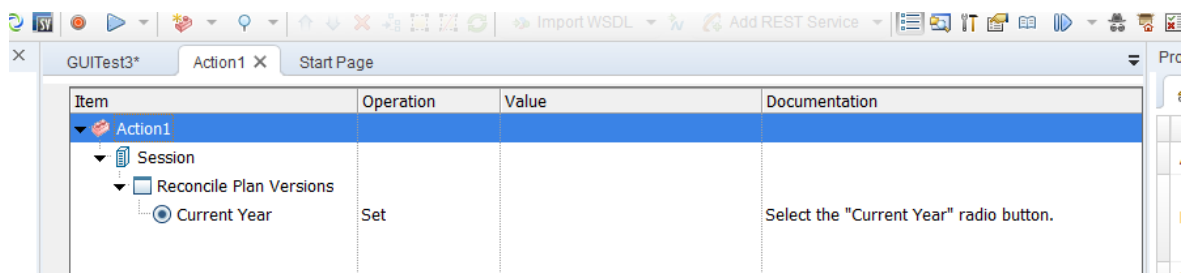 SV Import WSDL Add REST Service
GUITest3* Action1 Start Page
Item Operation Value Documentation
Action1
Session
Reconcile Plan Versions
Current Year Set Select the "Current Year" radio button.